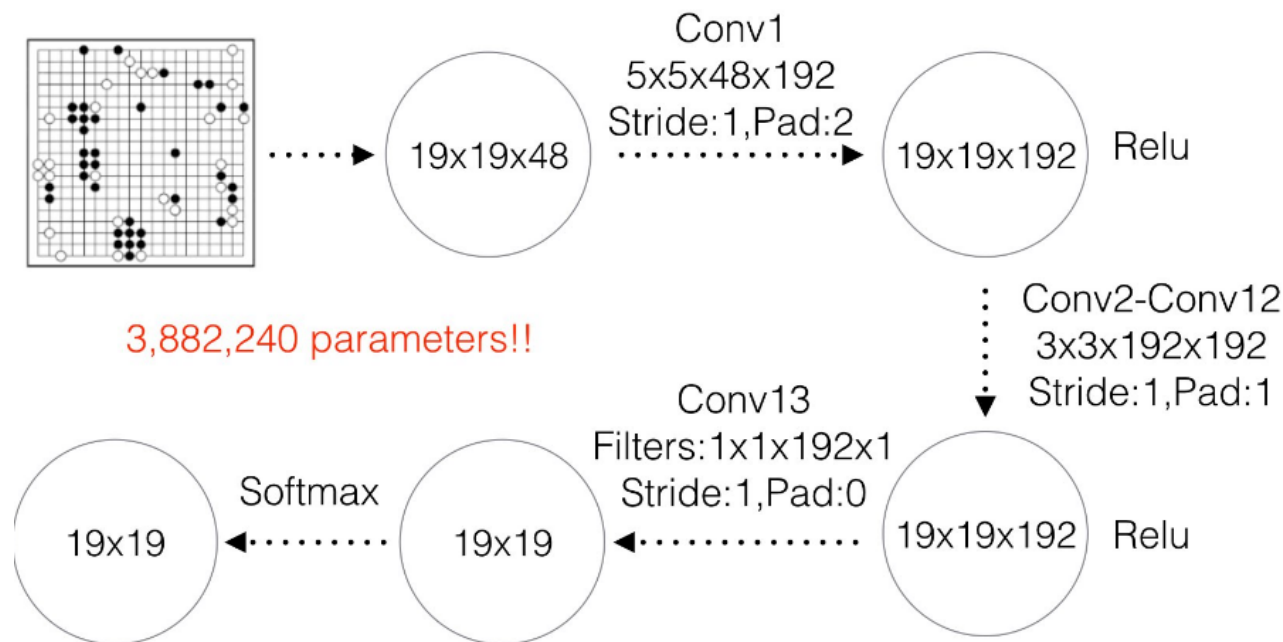 Conv1
5x5x48x192
Stride:1,Pad:2
19x19x48
19x19x192
Relu
Conv2-Conv12
3x3x192x192
Stride:1,Pad:1
3,882,240 parameters!!
Conv13
Filters:1x1x192x1
Stride:1,Pad:0
Softmax
19x19
19x19
19x19x192
Relu